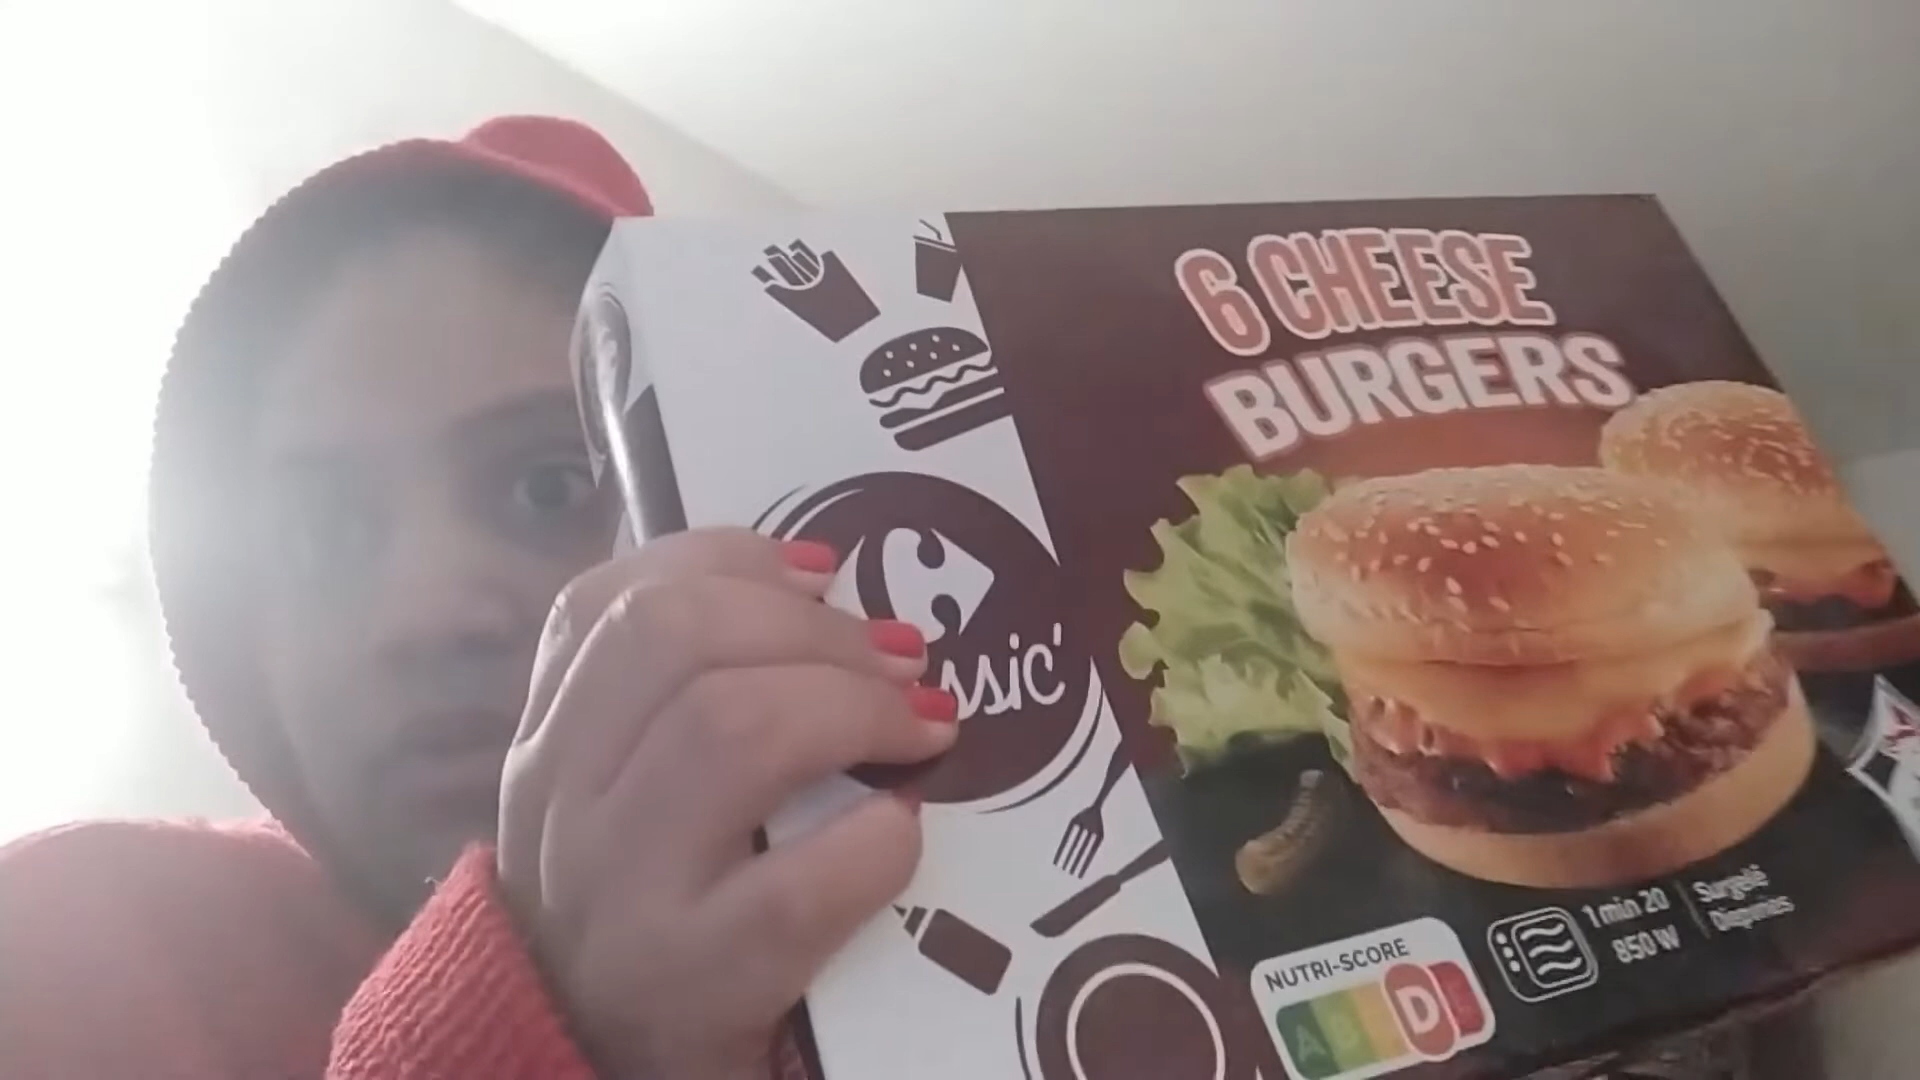 6 CHEESE
BURGERS
ssic'
NUTRI-SCORE
A B D E
1 min 20
850 W
Surgelé